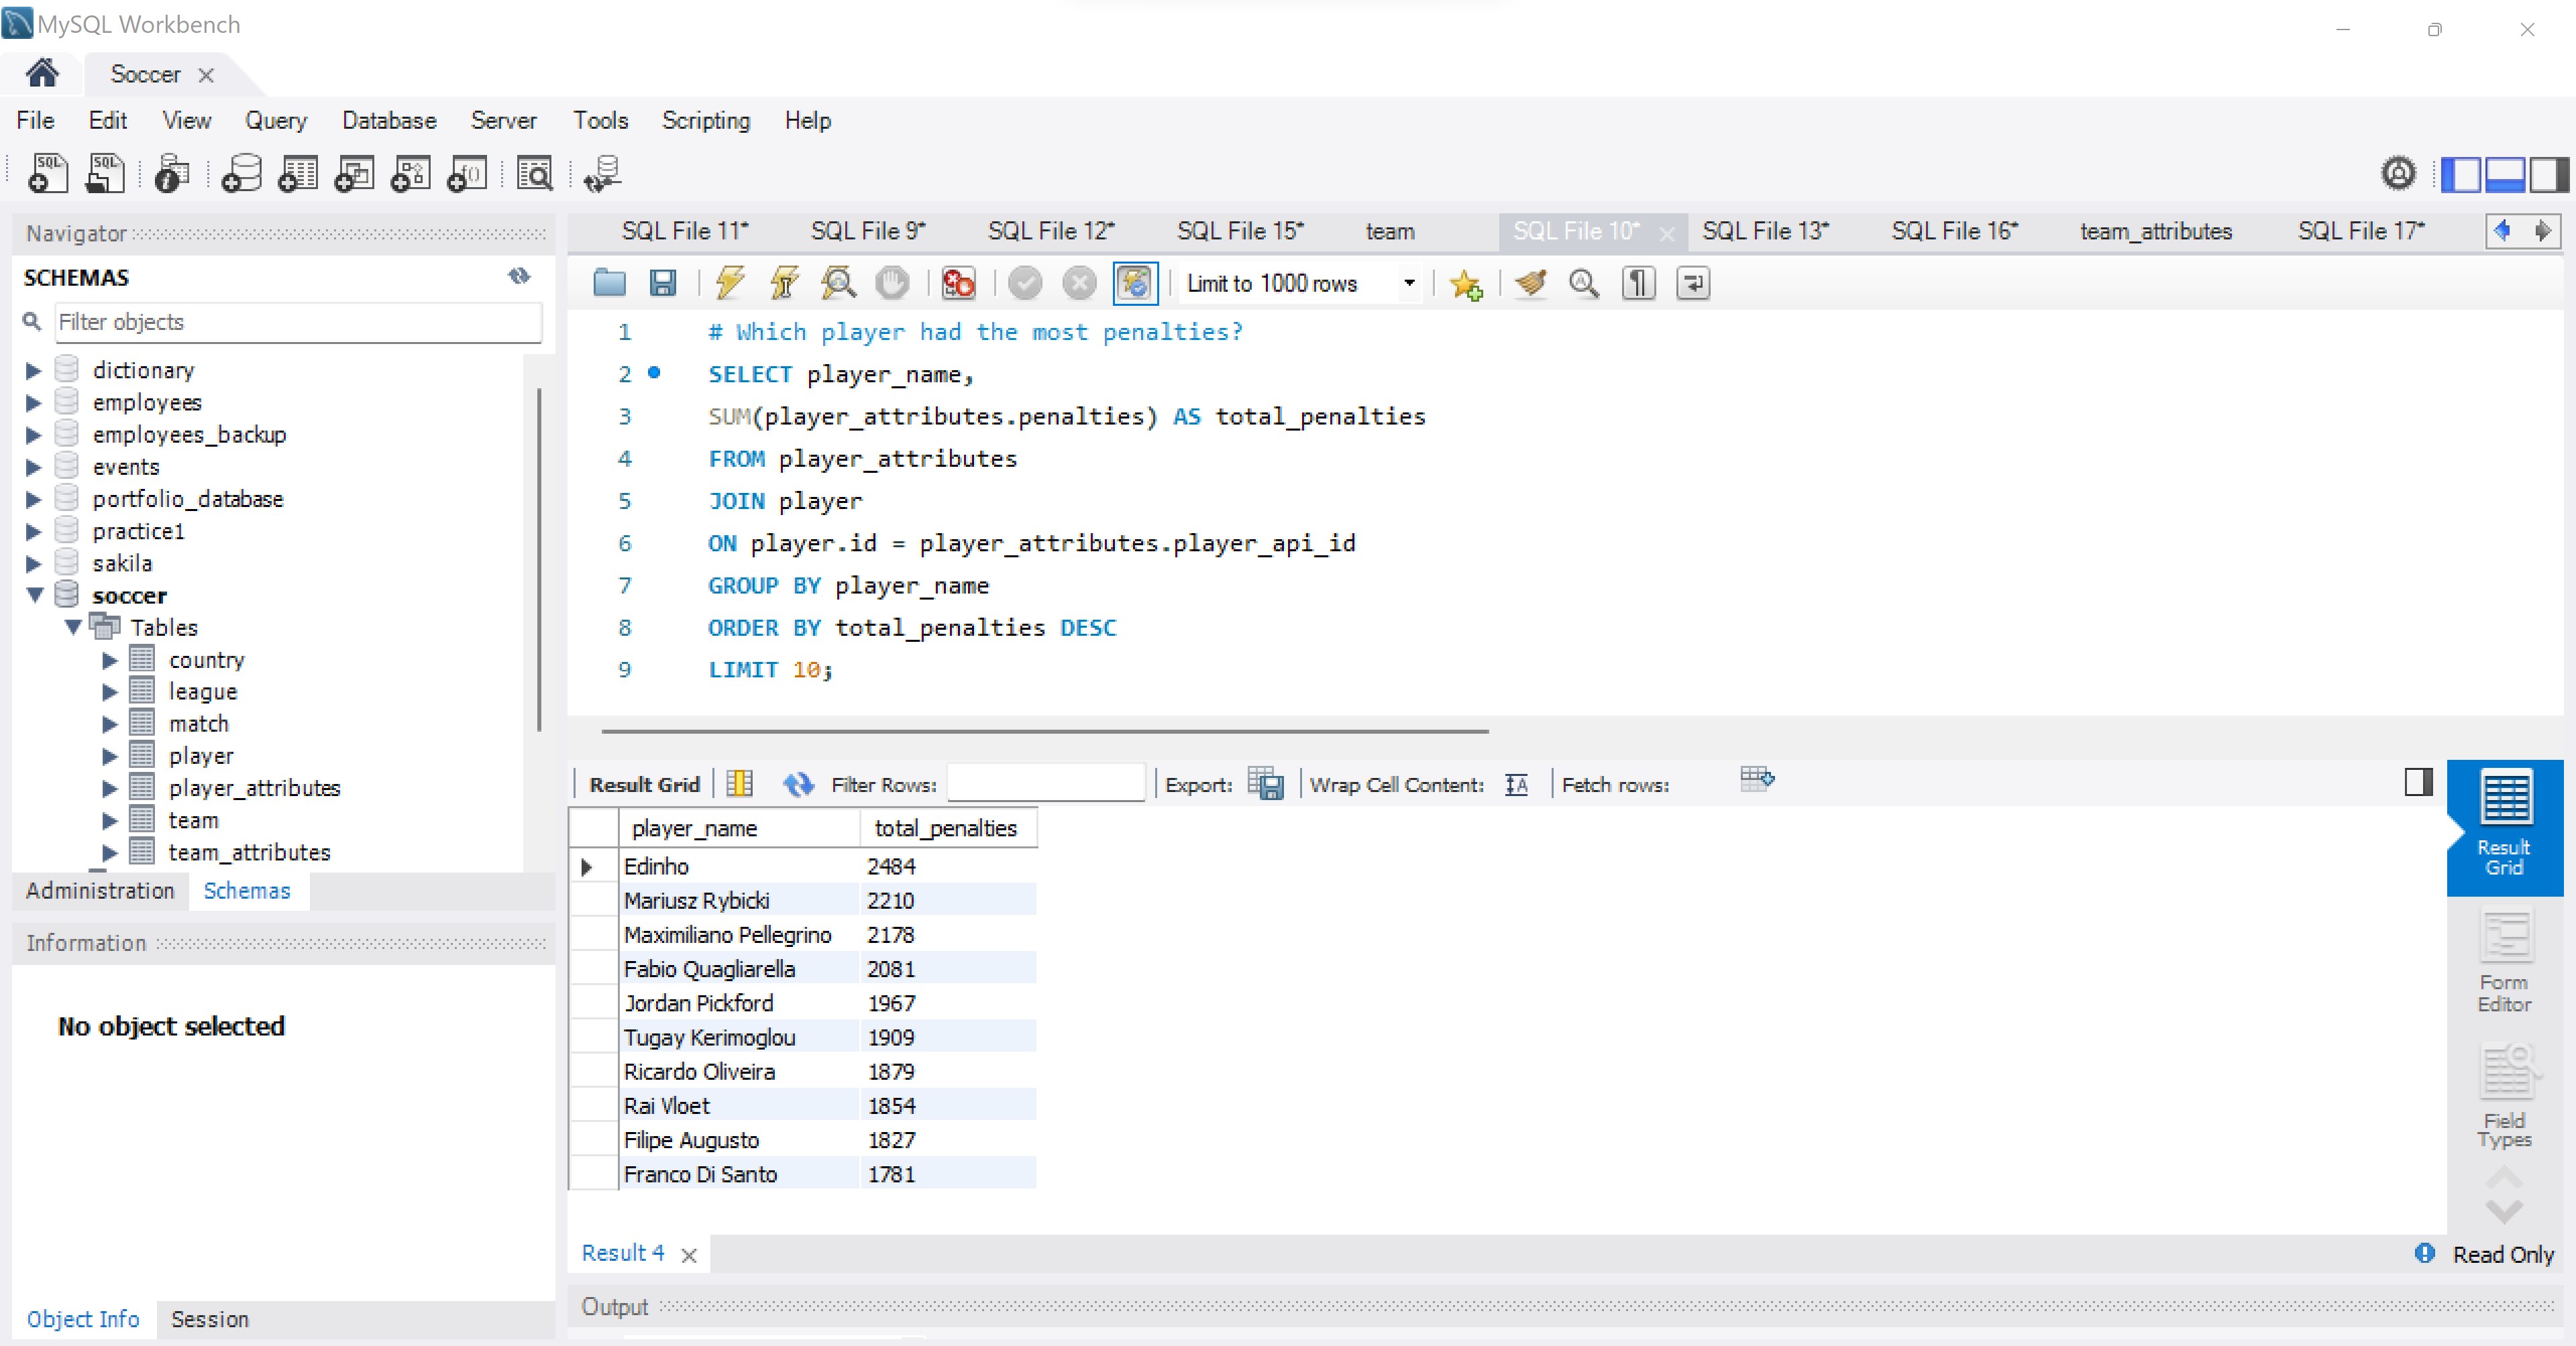 MySQL Workbench
Soccer
File Edit View Query Database Server Tools Scripting Help
Navigator
SCHEMAS
Filter objects
dictionary
employees
employees_backup
events
portfolio_database
practice1
sakila
soccer
Tables
country
league
match
player
player_attributes
team
team_attributes
Administration Schemas
Information
No object selected
Object Info Session
SQL File 11* SQL File 9* SQL File 12* SQL File 15* team SQL File 10* SQL File 13* SQL File 16* team_attributes SQL File 17*
Limit to 1000 rows
1 # Which player had the most penalties?
2 SELECT player_name,
3 SUM(player_attributes.penalties) AS total_penalties
4 FROM player_attributes
5 JOIN player
6 ON player.id = player_attributes.player_api_id
7 GROUP BY player_name
8 ORDER BY total_penalties DESC
9 LIMIT 10;
Result Grid Filter Rows: Export: Wrap Cell Content: Fetch rows:
player_name total_penalties
Edinho 2484
Mariusz Rybicki 2210
Maximiliano Pellegrino 2178
Fabio Quagliarella 2081
Jordan Pickford 1967
Tugay Kerimoglou 1909
Ricardo Oliveira 1879
Rai Vloet 1854
Filipe Augusto 1827
Franco Di Santo 1781
Result
Grid
Form
Editor
Field
Types
Result 4
Read Only
Output